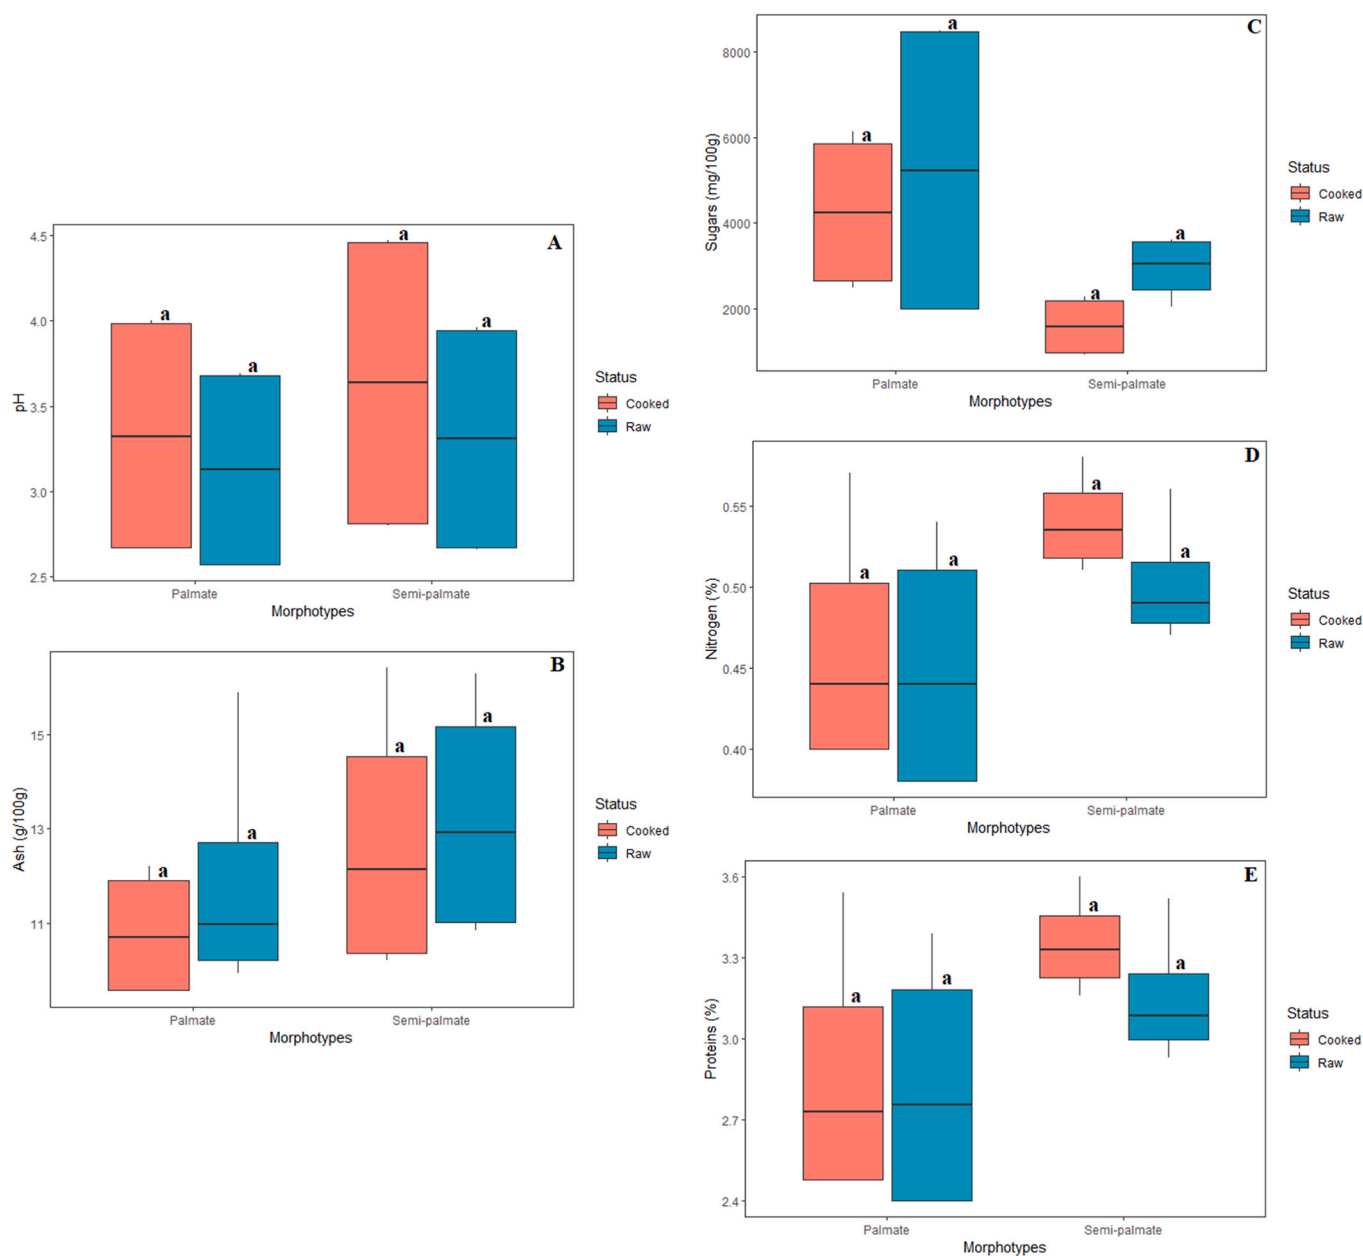 A
pH
4.5
4.0
3.5
3.0
2.5
a
a
a
a
Palmate
Semi-palmate
Morphotypes
Status
Cooked
Raw
B
Ash (g/100g)
15
13
11
a
a
a
a
Palmate
Semi-palmate
Morphotypes
Status
Cooked
Raw
C
Sugars (mg/100g)
8000
6000
4000
2000
a
a
a
a
Palmate
Semi-palmate
Morphotypes
Status
Cooked
Raw
D
Nitrogen (%)
0.55
0.50
0.45
0.40
a
a
a
a
Palmate
Semi-palmate
Morphotypes
Status
Cooked
Raw
E
Proteins (%)
3.6
3.3
3.0
2.7
2.4
a
a
a
a
Palmate
Semi-palmate
Morphotypes
Status
Cooked
Raw